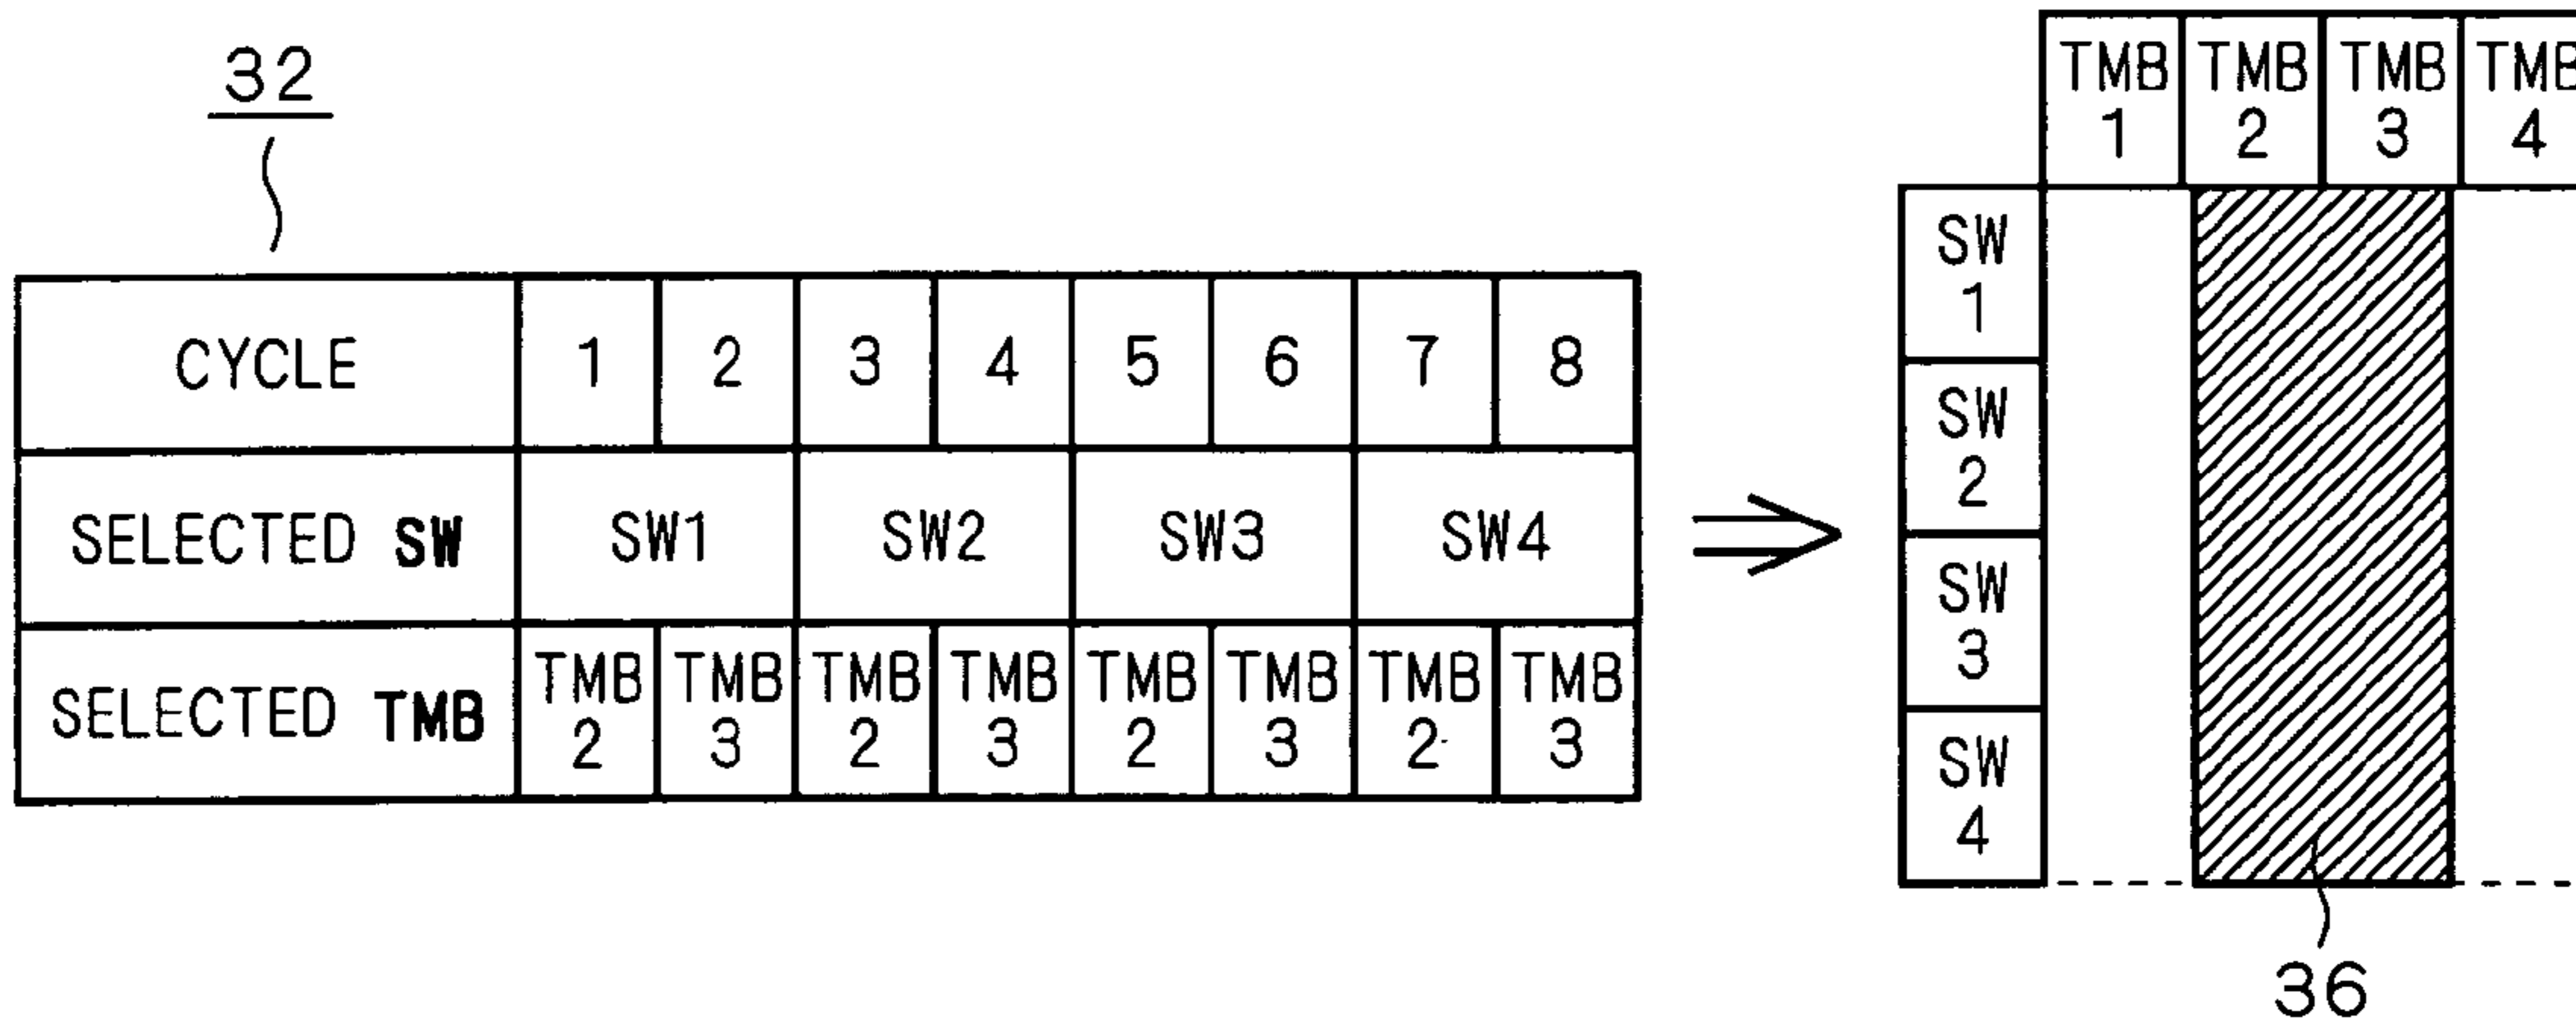 32
CYCLE 1 2 3 4 5 6 7 8
SELECTED SW SW1 SW2 SW3 SW4
SELECTED TMB TMB 2 TMB 3 TMB 2 TMB 3 TMB 2 TMB 3 TMB 2 TMB 3
TMB 1 TMB 2 TMB 3 TMB 4
SW 1
SW 2
SW 3
SW 4
36